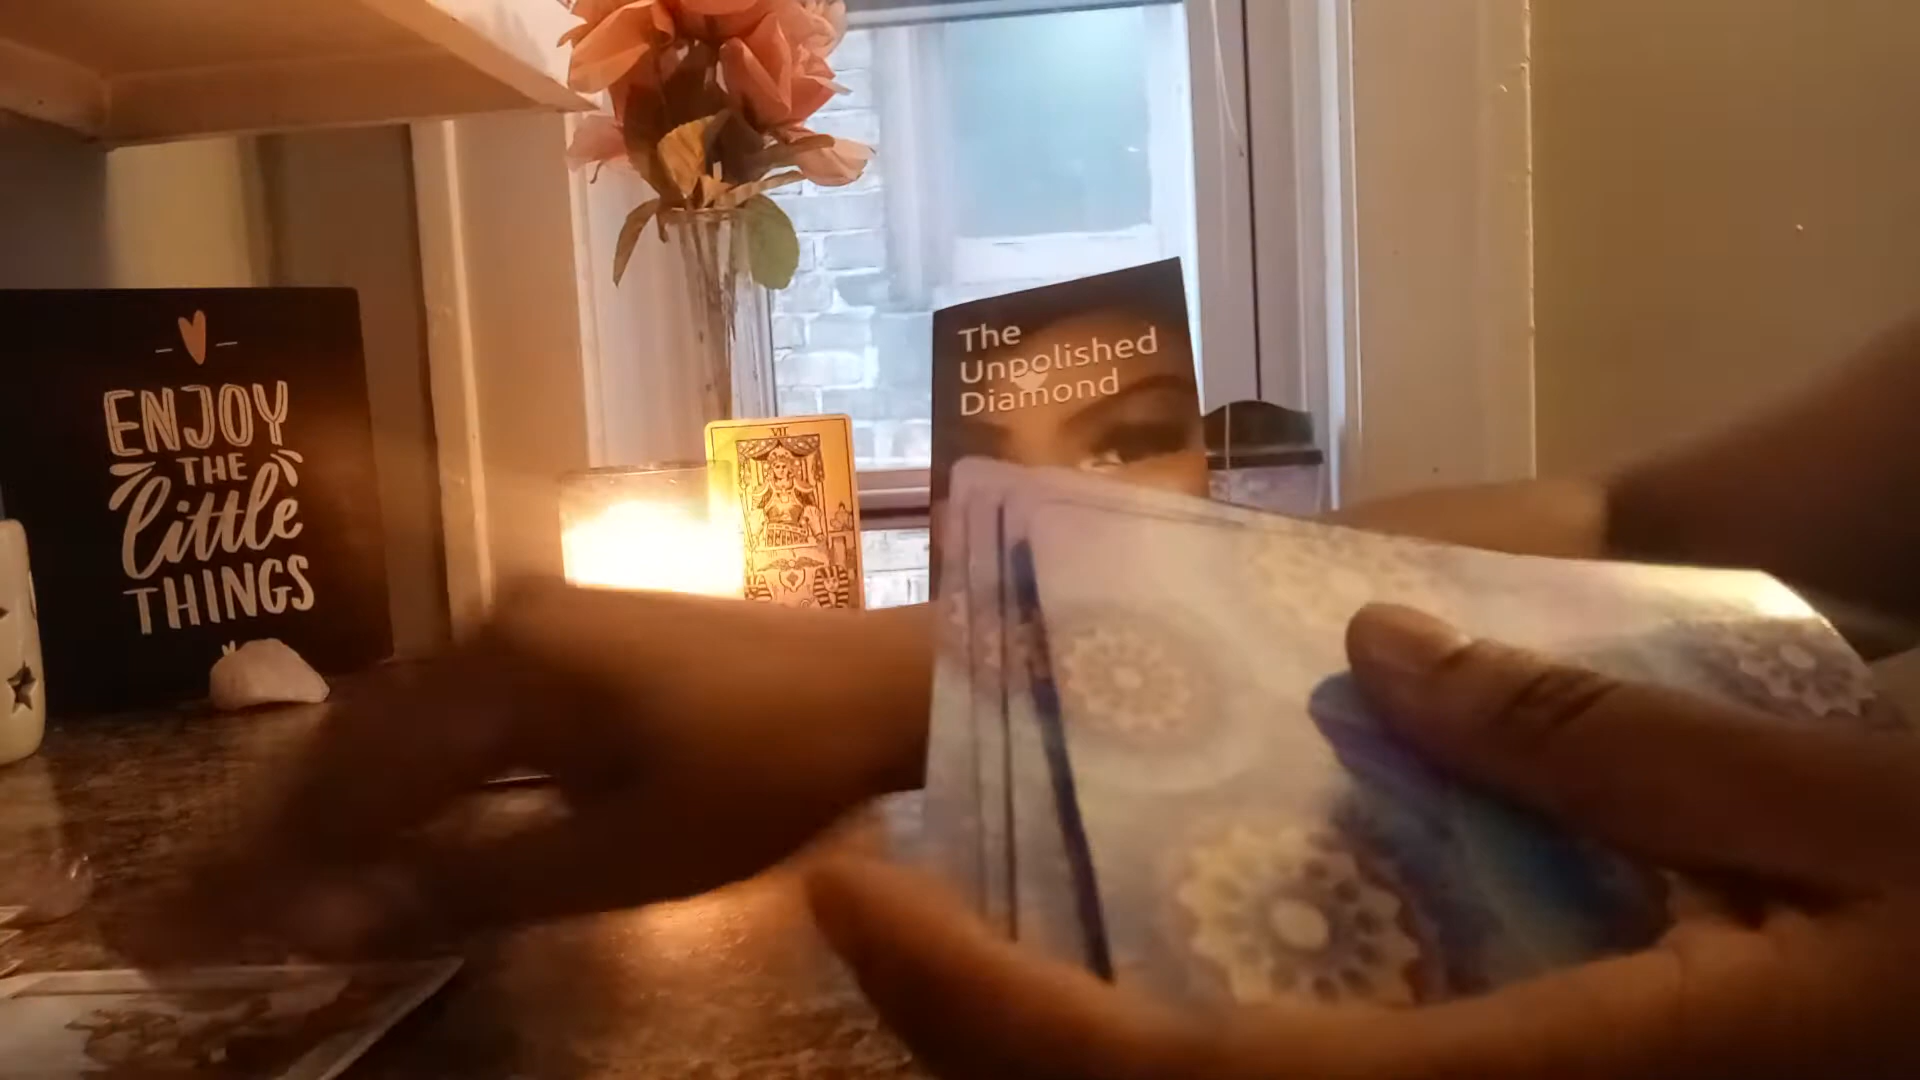 ENJOY
THE
little
THINGS
VII
The
Unpolished
Diamond